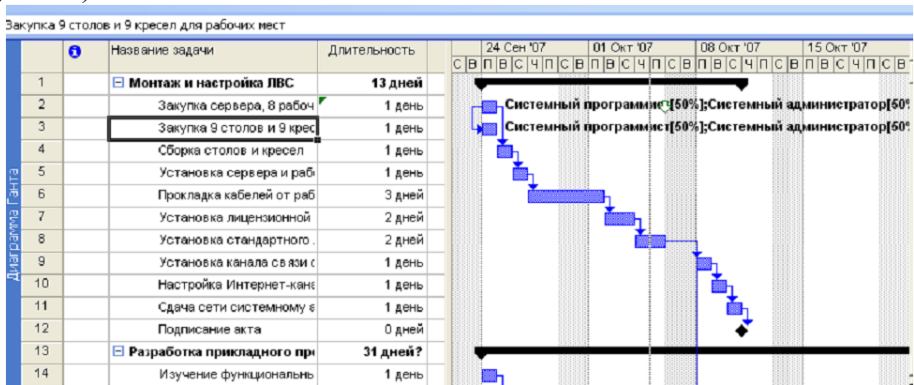 Закупка 9 столов и 9 кресел для рабочих мест
Название задачи Длительность 24 Сен '07 01 Окт '07 08 Окт '07 15 Окт '07
С В П В С Ч П С В П В С Ч П С В П В С Ч П С В П В С Ч П С В
1 Монтаж и настройка ЛВС 13 дней
2 Закупка сервера, 8 рабоч 1 день Системный программист[50%];Системный администратор[50%
3 Закупка 9 столов и 9 крес 1 день Системный программист[50%];Системный администратор[50%
4 Сборка столов и кресел 1 день
5 Установка сервера и раб 1 день
6 Прокладка кабелей от раб 3 дней
7 Установка лицензионной 2 дней
8 Установка стандартного 2 дней
9 Установка канала связи с 1 день
10 Настройка Интернет-кана 1 день
11 Сдача сети системному а 1 день
12 Подписание акта 0 дней
13 Разработка прикладного пр 31 дней?
14 Изучение функциональнь 1 день
Диаграмма Ганта